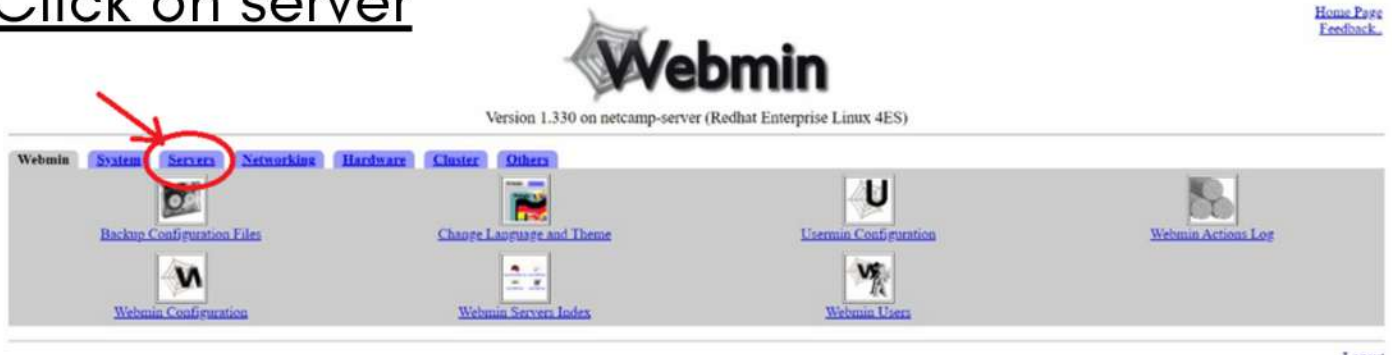 Click on server
Home Page
Feedback..
Webmin
Version 1.330 on netcamp-server (Redhat Enterprise Linux 4ES)
Webmin System Servers Networking Hardware Cluster Others
Backup Configuration Files Change Language and Theme Usermin Configuration Webmin Actions Log
Webmin Configuration Webmin Servers Index Webmin Users